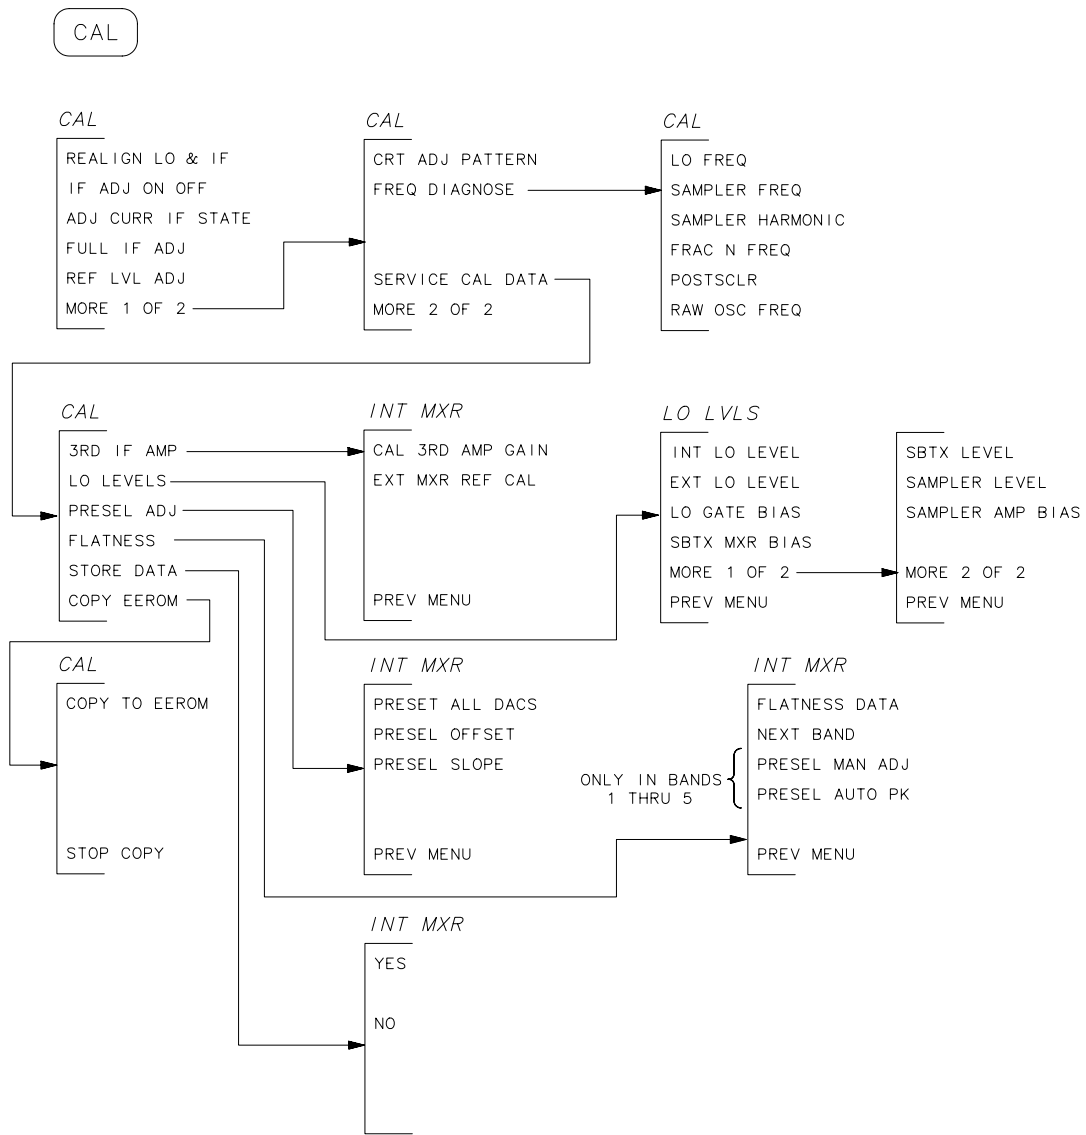 CAL
CAL
REALIGN LO & IF
IF ADJ ON OFF
ADJ CURR IF STATE
FULL IF ADJ
REF LVL ADJ
MORE 1 OF 2
CAL
CRT ADJ PATTERN
FREQ DIAGNOSE
SERVICE CAL DATA
MORE 2 OF 2
CAL
LO FREQ
SAMPLER FREQ
SAMPLER HARMONIC
FRAC N FREQ
POSTSCLR
RAW OSC FREQ
CAL
3RD IF AMP
LO LEVELS
PRESEL ADJ
FLATNESS
STORE DATA
COPY EEROM
INT MXR
CAL 3RD AMP GAIN
EXT MXR REF CAL
PREV MENU
LO LVLS
INT LO LEVEL
EXT LO LEVEL
LO GATE BIAS
SBTX MXR BIAS
MORE 1 OF 2
PREV MENU
SBTX LEVEL
SAMPLER LEVEL
SAMPLER AMP BIAS
MORE 2 OF 2
PREV MENU
CAL
COPY TO EEROM
STOP COPY
INT MXR
PRESET ALL DACS
PRESEL OFFSET
PRESEL SLOPE
PREV MENU
INT MXR
FLATNESS DATA
NEXT BAND
PRESEL MAN ADJ
PRESEL AUTO PK
ONLY IN BANDS
1 THRU 5
PREV MENU
INT MXR
YES
NO